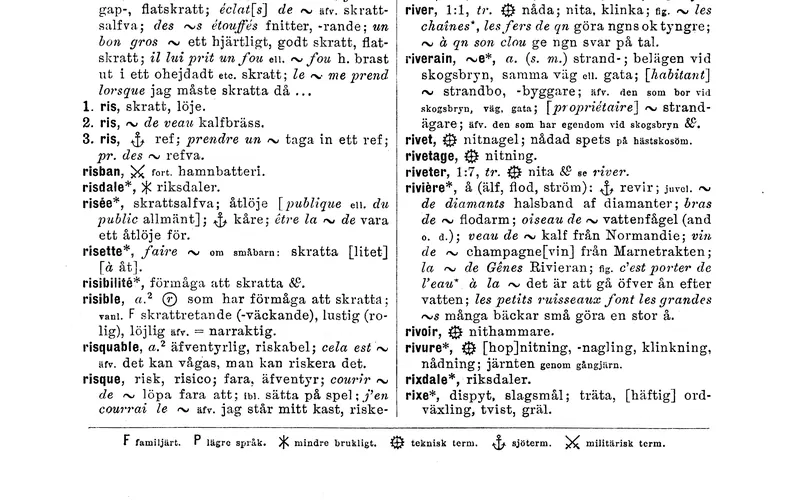 gap-, flatskratt; éclat[s] de ~ äfv. skratt-
salfva; des ~s étouffés fnitter, -rande; un
bon gros ~ ett hjärtligt, godt skratt, flat-
skratt; il lui prit un fou ell. ~ fou h. brast
ut i ett ohejdadt etc. skratt; le ~ me prend
lorsque jag måste skratta då ...
1. ris, skratt, löje.
2. ris, ~ de veau kalfbräss.
3. ris, ⚓ ref; prendre un ~ taga in ett ref;
pr. des ~ refva.
risban, ⚔ fort. hamnbatteri.
risdale*, ✶ riksdaler.
risée*, skrattsalfva; åtlöje [publique ell. du
public allmänt]; ⚓ kåre; être la ~ de vara
ett åtlöje för.
risette*, faire ~ om småbarn: skratta [litet]
[à åt].
risibilité*, förmåga att skratta &.
risible, a.² ⓡ som har förmåga att skratta;
vanl. F skrattretande (-väckande), lustig (ro-
lig), löjlig äfv. = narraktig.
risquable, a.² äfventyrlig, riskabel; cela est ~
äfv. det kan vågas, man kan riskera det.
risque, risk, risico; fara, äfventyr; courir ~
de ~ löpa fara att; ibl. sätta på spel; j'en
courrai le ~ äfv. jag står mitt kast, riske-
river, 1:1, tr. ⚙ nåda; nita, klinka; fig. ~ les
chaines*, les fers de qn göra ngns ok tyngre;
~ à qn son clou ge ngn svar på tal.
riverain, ~e*, a. (s. m.) strand-; belägen vid
skogsbryn, samma väg ell. gata; [habitant]
~ strandbo, -byggare; äfv. den som bor vid
skogsbryn, väg, gata; [propriétaire] ~ strand-
ägare; äfv. den som har egendom vid skogsbryn &.
rivet, ⚙ nitnagel; nådad spets på hästskosöm.
rivetage, ⚙ nitning.
riveter, 1:7, tr. ⚙ nita & se river.
rivière*, å (älf, flod, ström): ⚓ revir; juvel. ~
de diamants halsband af diamanter; bras
de ~ flodarm; oiseau de ~ vattenfågel (and
o. d.); veau de ~ kalf från Normandie; vin
de ~ champagne[vin] från Marnetrakten;
la ~ de Gênes Rivieran; fig. c'est porter de
l'eau* à la ~ det är att gå öfver ån efter
vatten; les petits ruisseaux font les grandes
~s många bäckar små göra en stor å.
rivoir, ⚙ nithammare.
rivure*, ⚙ [hop]nitning, -nagling, klinkning,
nådning; järnten genom gångjärn.
rixdale*, riksdaler.
rixe*, dispyt, slagsmål; träta, [häftig] ord-
växling, tvist, gräl.
F familjärt. P lägre språk. ✶ mindre brukligt. ⚙ teknisk term. ⚓ sjöterm. ⚔ militärisk term.